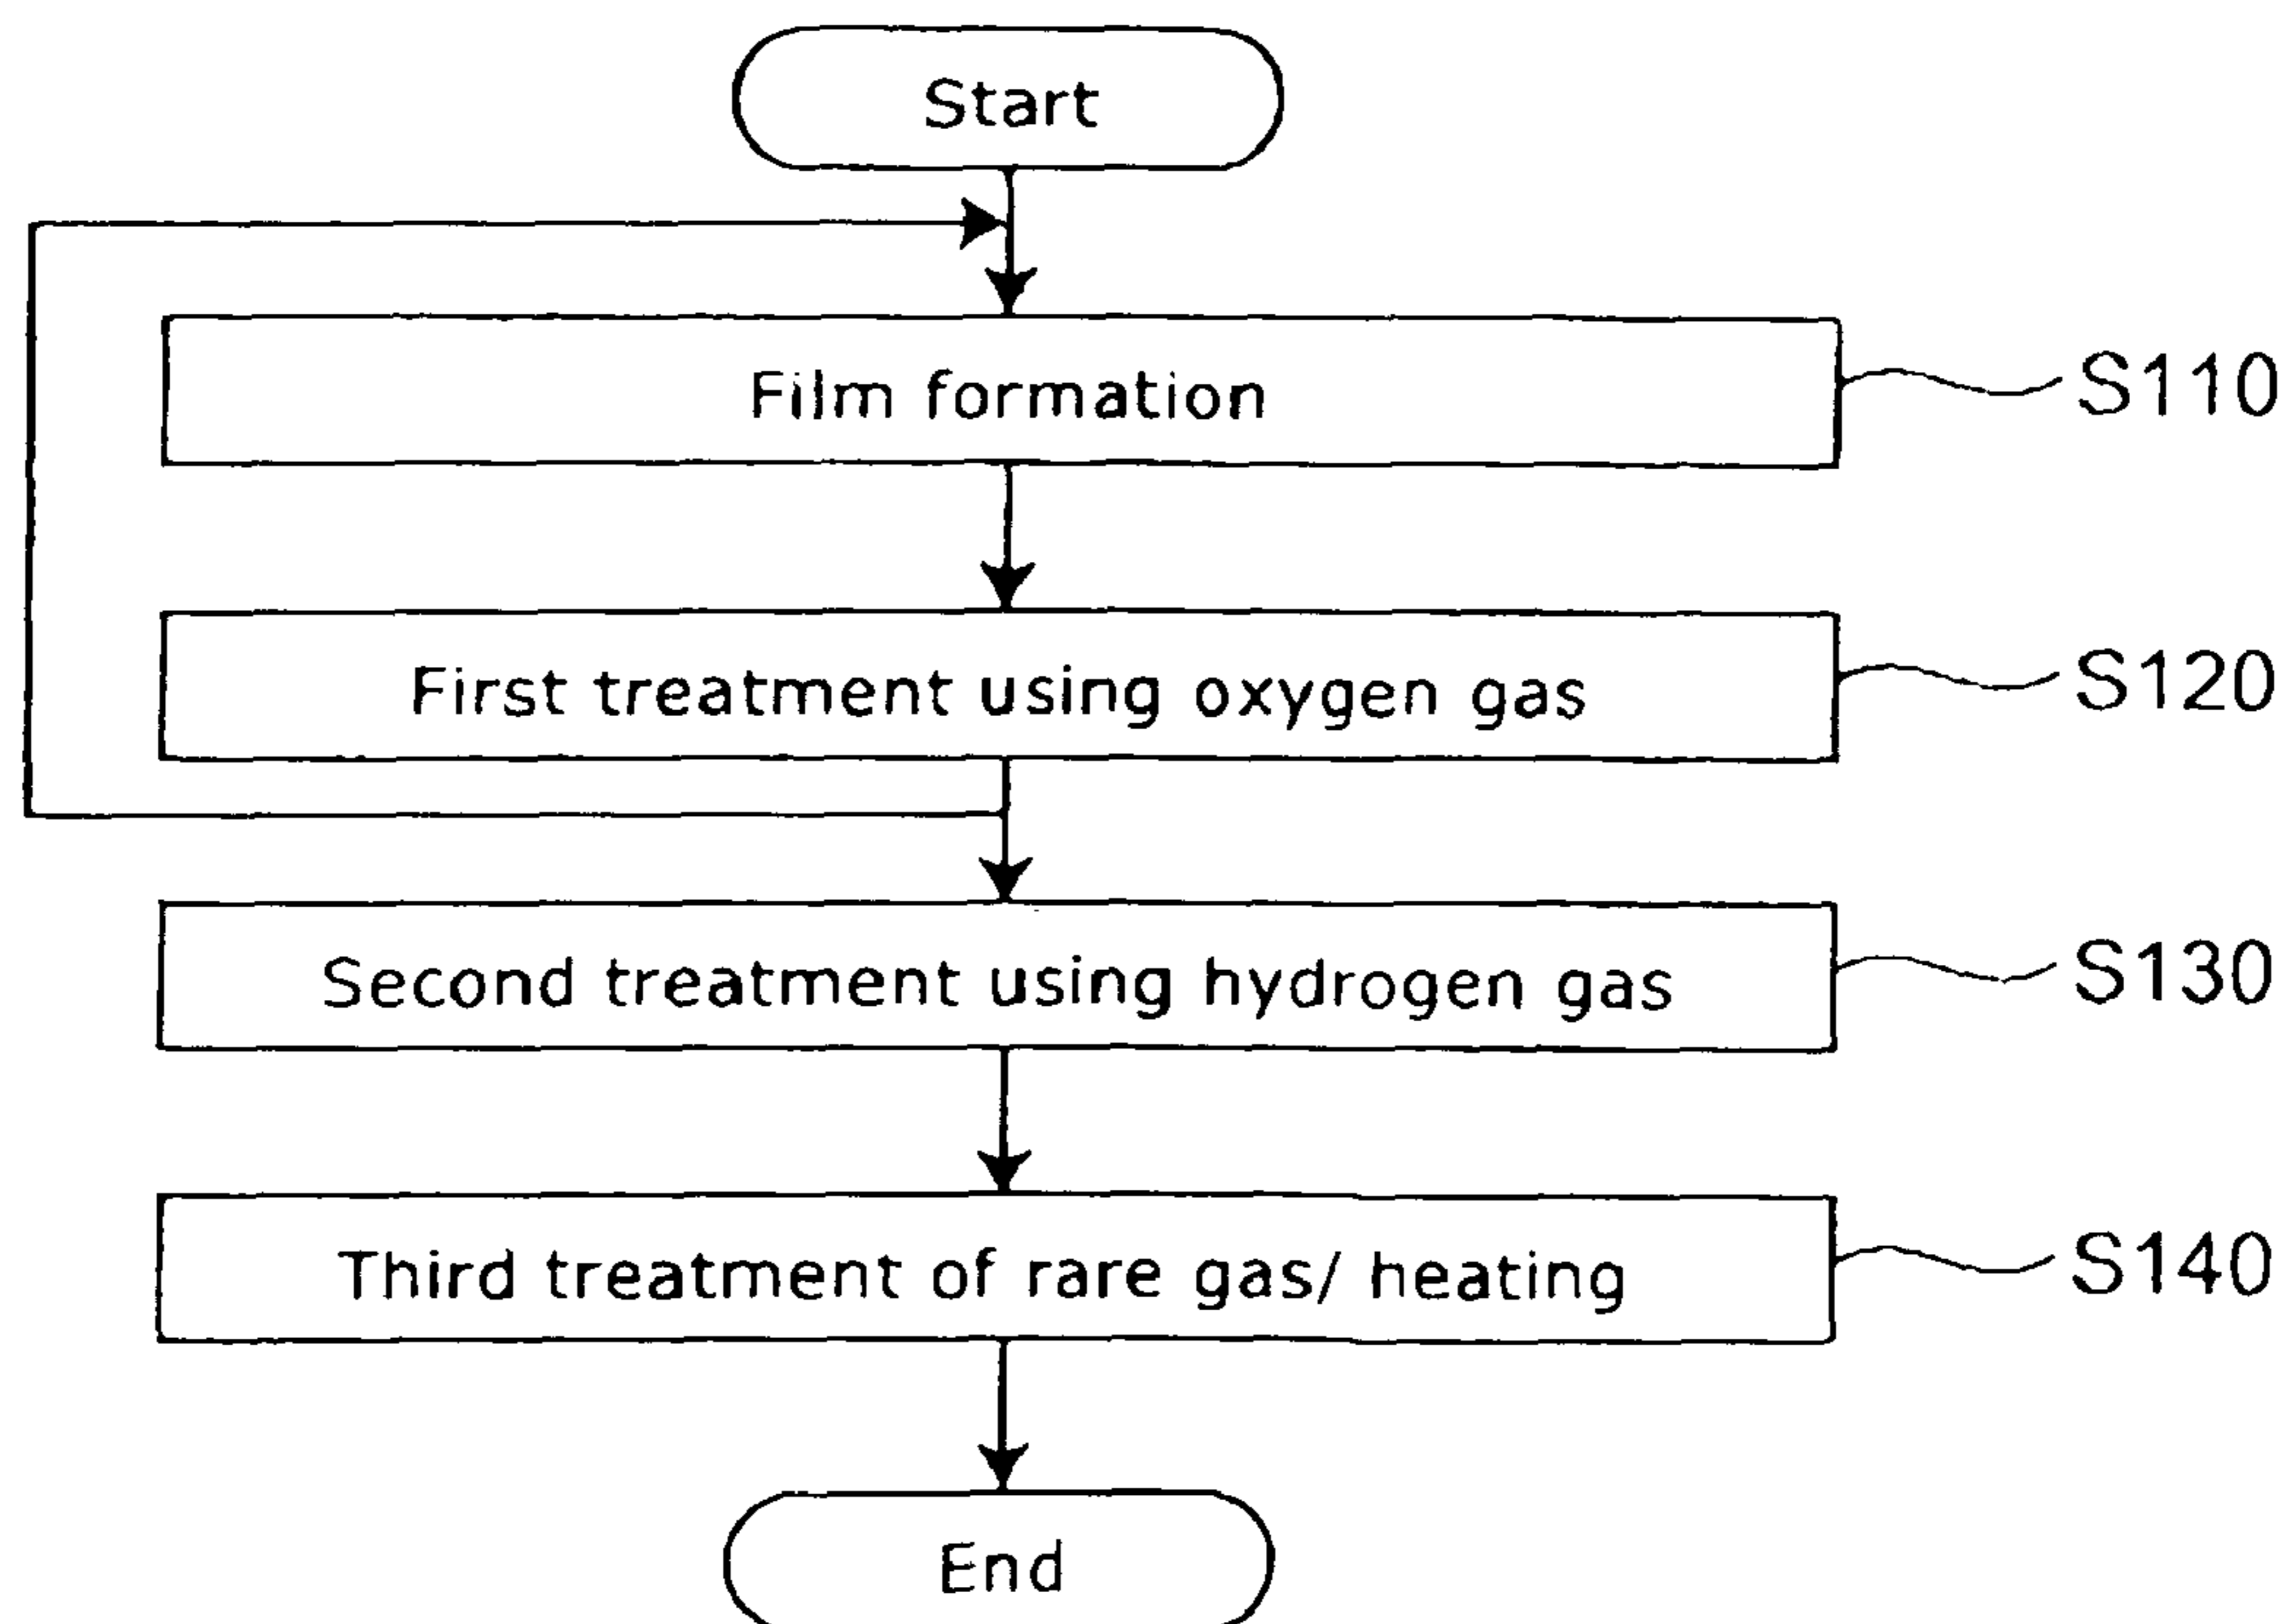 Start
Film formation
S110
First treatment using oxygen gas
S120
Second treatment using hydrogen gas
S130
Third treatment of rare gas/ heating
S140
End